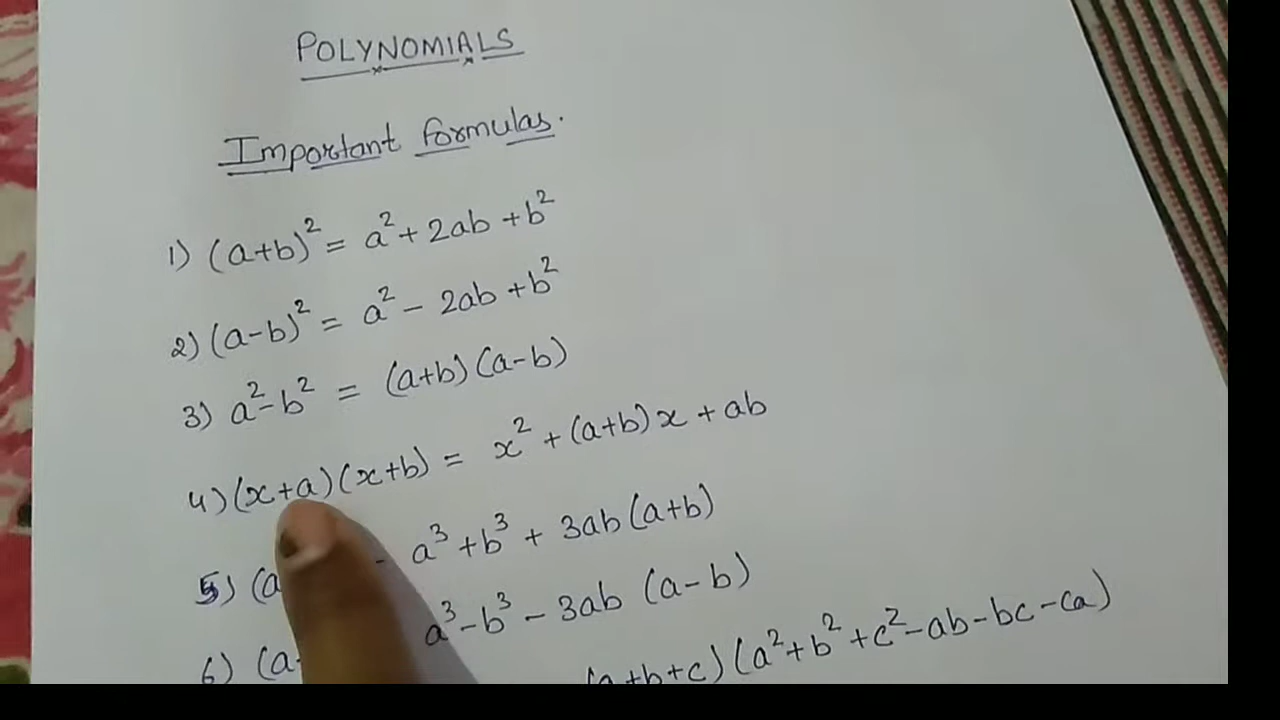 POLYNOMIALS
Important formulas.
1) (a+b)² = a² + 2ab + b²
2) (a-b)² = a² - 2ab + b²
3) a² - b² = (a+b) (a-b)
4) (x+a) (x+b) = x² + (a+b)x + ab
5) (a a³ + b³ + 3ab (a+b)
6) (a a³ - b³ - 3ab (a-b)
(a+b+c) (a² + b² + c² - ab - bc - ca)